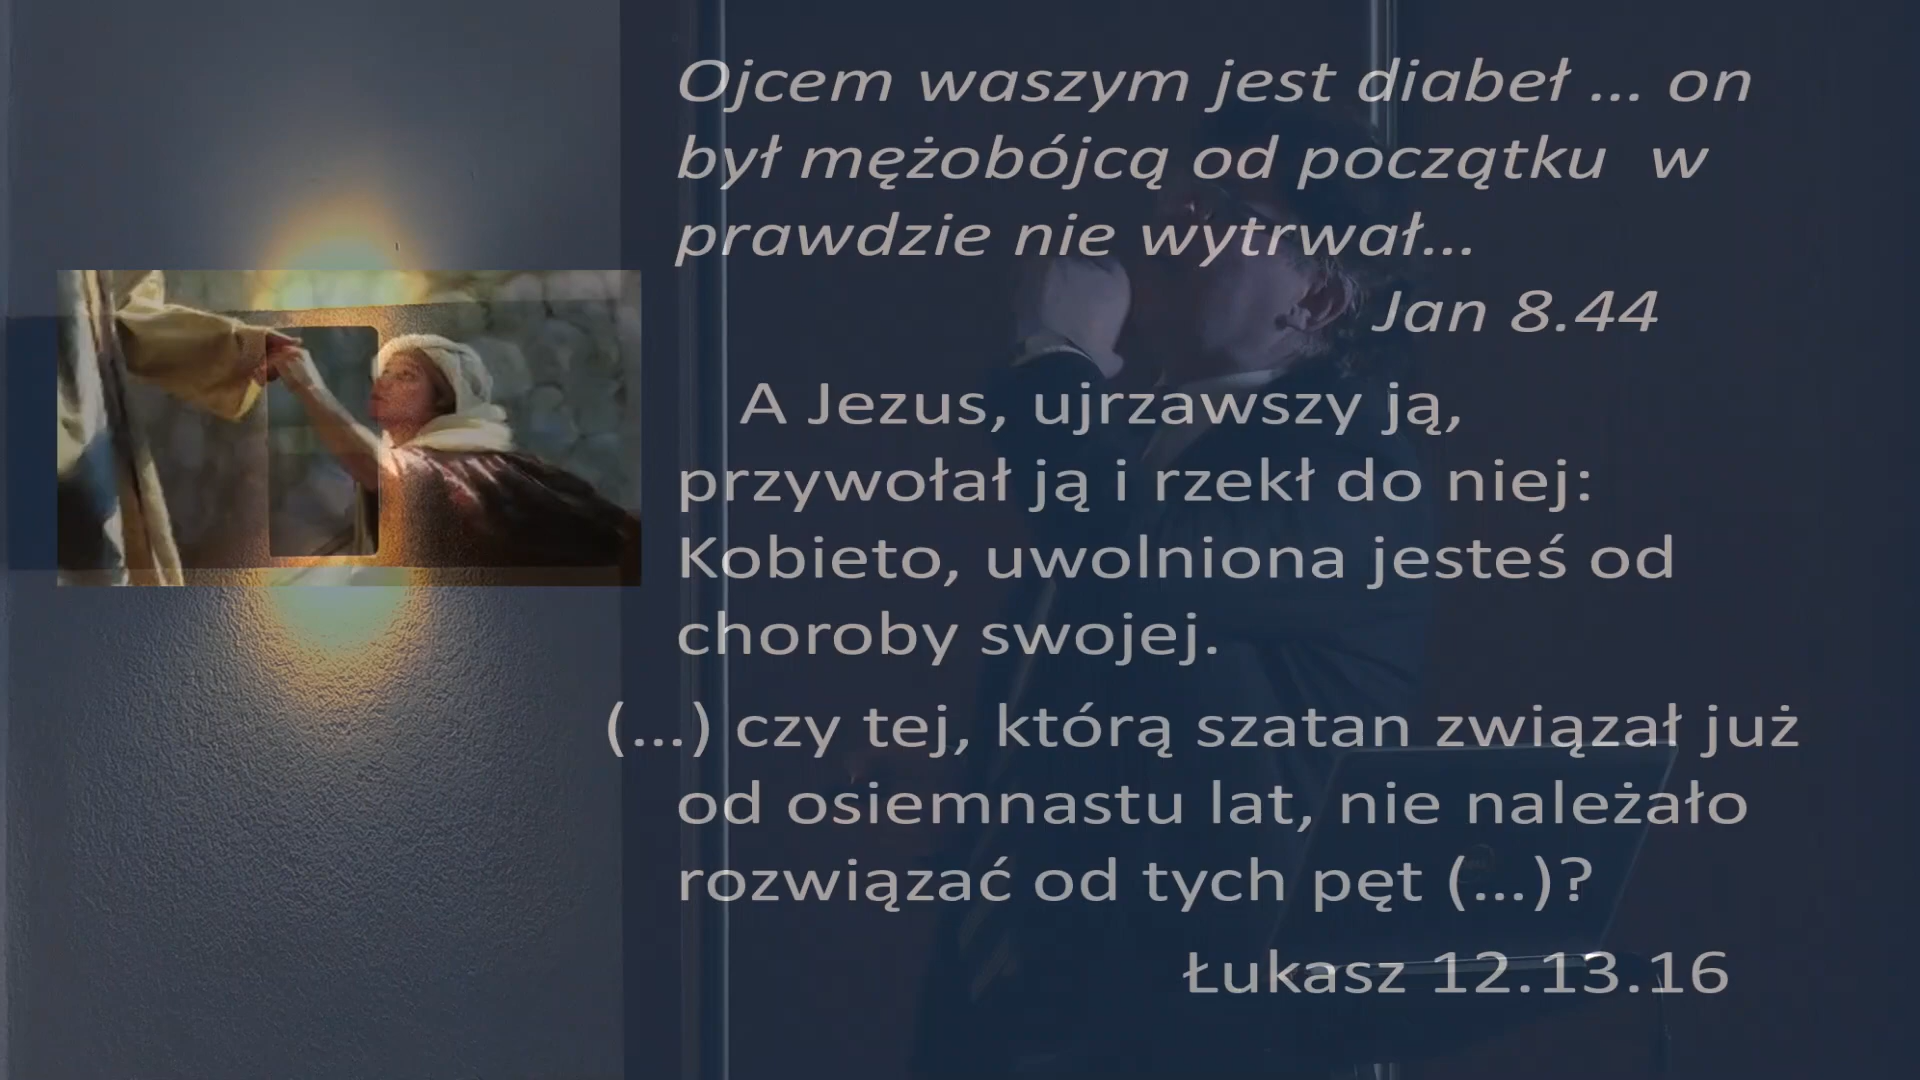 Ojcem waszym jest diabeł ... on
był mężobójcą od początku w
prawdzie nie wytrwał...
Jan 8.44
A Jezus, ujrzawszy ją,
przywołał ją i rzekł do niej:
Kobieto, uwolniona jesteś od
choroby swojej.
(...) czy tej, którą szatan związał już
od osiemnastu lat, nie należało
rozwiązać od tych pęt (...)?
Łukasz 12.13.16